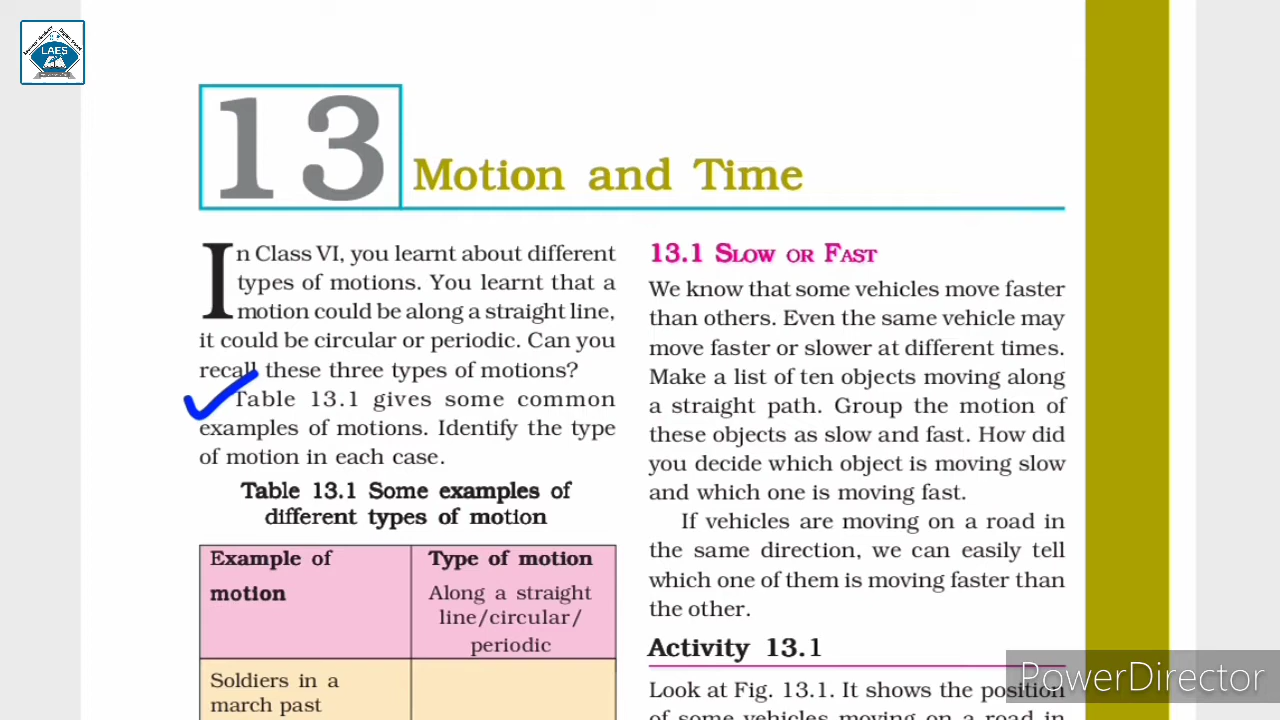 LAES
13
Motion and Time
In Class VI, you learnt about different
types of motions. You learnt that a
motion could be along a straight line,
it could be circular or periodic. Can you
recall these three types of motions?
Table 13.1 gives some common
examples of motions. Identify the type
of motion in each case.
Table 13.1 Some examples of
different types of motion
Example of
motion
Type of motion
Along a straight
line/circular/
periodic
Soldiers in a
march past
13.1 SLOW OR FAST
We know that some vehicles move faster
than others. Even the same vehicle may
move faster or slower at different times.
Make a list of ten objects moving along
a straight path. Group the motion of
these objects as slow and fast. How did
you decide which object is moving slow
and which one is moving fast.
If vehicles are moving on a road in
the same direction, we can easily tell
which one of them is moving faster than
the other.
Activity 13.1
Look at Fig. 13.1. It shows the position
of some vehicles moving on a road in
PowerDirector